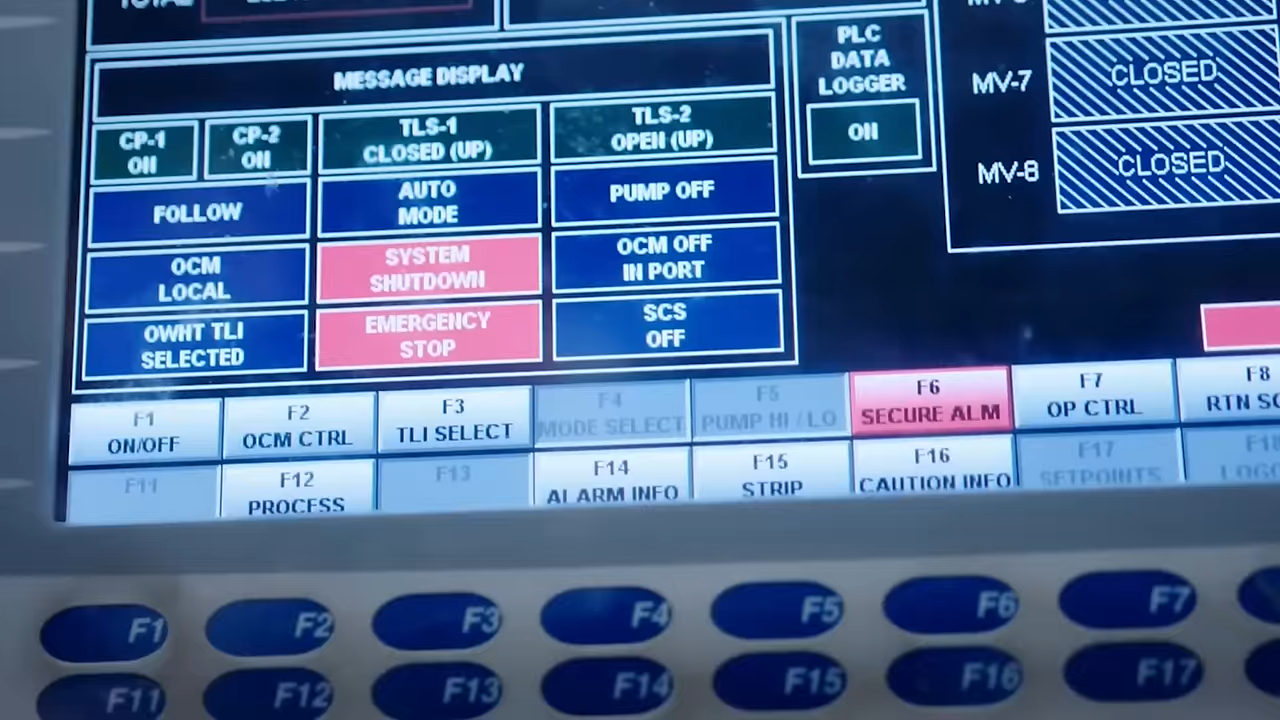 TOTAL
MESSAGE DISPLAY
PLC
DATA
LOGGER
ON
MV-7
CLOSED
MV-8
CLOSED
CP-1
ON
CP-2
ON
TLS-1
CLOSED (UP)
TLS-2
OPEN (UP)
FOLLOW
AUTO
MODE
PUMP OFF
OCM
LOCAL
SYSTEM
SHUTDOWN
OCM OFF
IN PORT
OWHT TLI
SELECTED
EMERGENCY
STOP
SCS
OFF
F1
ON/OFF
F2
OCM CTRL
F3
TLI SELECT
F4
MODE SELECT
F5
PUMP HI / LO
F6
SECURE ALM
F7
OP CTRL
F8
RTN
F11
F12
PROCESS
F13
F14
ALARM INFO
F15
STRIP
F16
CAUTION INFO
F17
SETPOINTS
F1 F2 F3 F4 F5 F6 F7
F11 F12 F13 F14 F15 F16 F17